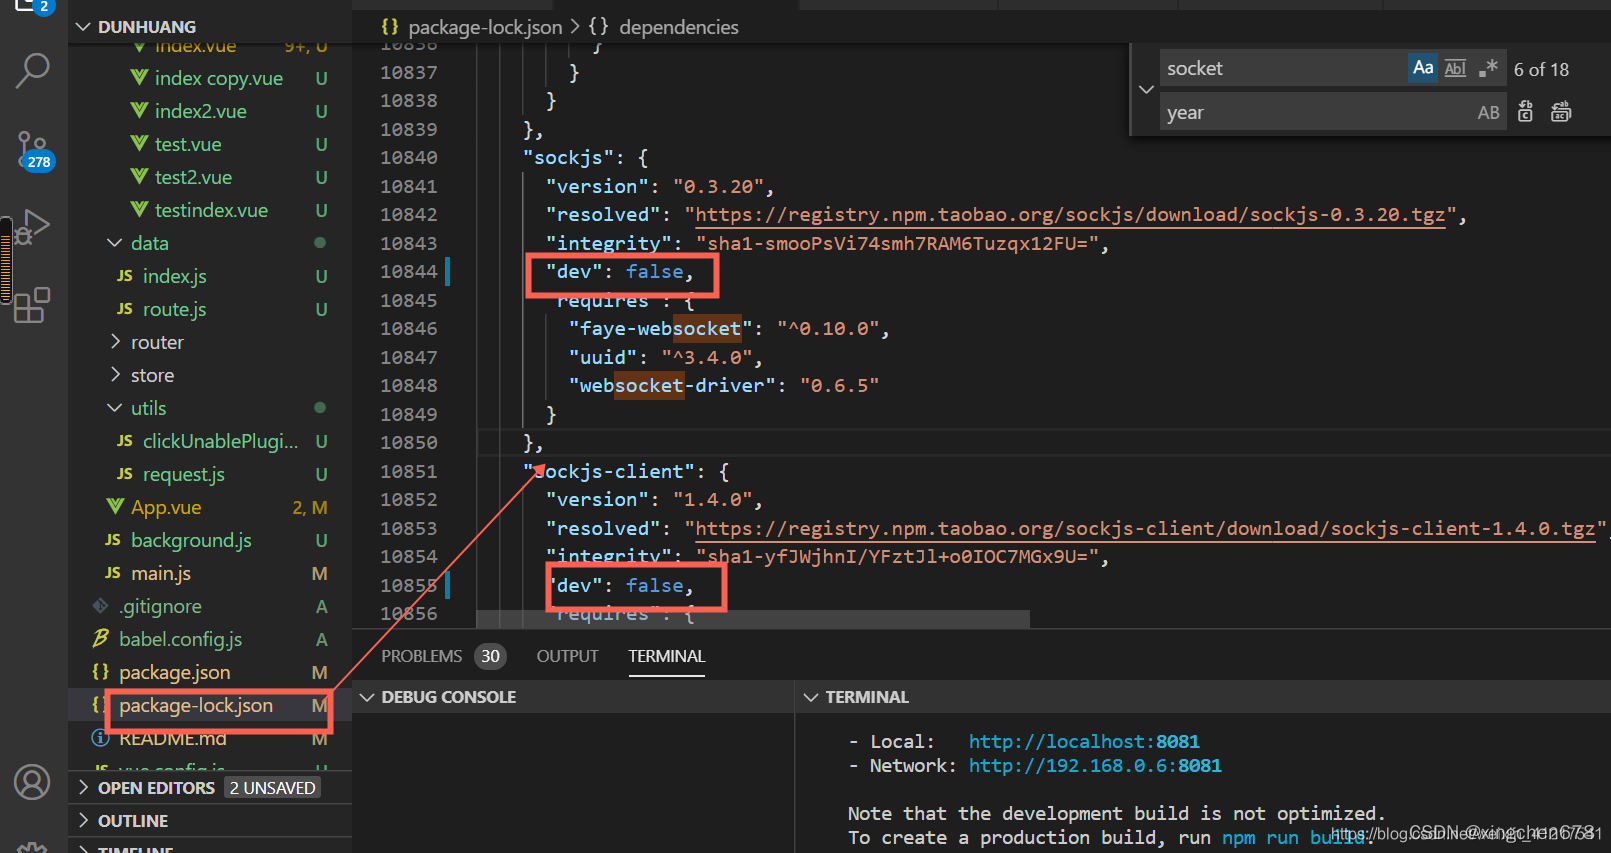 2
278
DUNHUANG
index.vue 9+, U
index copy.vue U
index2.vue U
test.vue U
test2.vue U
testindex.vue U
data
JS index.js U
JS route.js U
router
store
utils
JS clickUnablePlugi... U
JS request.js U
App.vue 2, M
JS background.js U
JS main.js M
.gitignore A
babel.config.js A
{} package.json M
{} package-lock.json M
README.md M
JS vue.config.js U
OPEN EDITORS 2 UNSAVED
OUTLINE
TIMELINE
{} package-lock.json > {} dependencies
socket Aa Abl .* 6 of 18
year AB
10836 }
10837 }
10838 }
10839 },
10840 "sockjs": {
10841 "version": "0.3.20",
10842 "resolved": "https://registry.npm.taobao.org/sockjs/download/sockjs-0.3.20.tgz",
10843 "integrity": "sha1-smooPsVi74smh7RAM6Tuzqx12FU=",
10844 "dev": false,
10845 "requires": {
10846 "faye-websocket": "^0.10.0",
10847 "uuid": "^3.4.0",
10848 "websocket-driver": "0.6.5"
10849 }
10850 },
10851 "sockjs-client": {
10852 "version": "1.4.0",
10853 "resolved": "https://registry.npm.taobao.org/sockjs-client/download/sockjs-client-1.4.0.tgz",
10854 "integrity": "sha1-yfJWjhnI/YFztJl+o0IOC7MGx9U=",
10855 "dev": false,
10856 "requires": {
PROBLEMS 30 OUTPUT TERMINAL
DEBUG CONSOLE
TERMINAL
- Local: http://localhost:8081
- Network: http://192.168.0.6:8081
Note that the development build is not optimized.
To create a production build, run npm run build.
CSDN @xingchen678